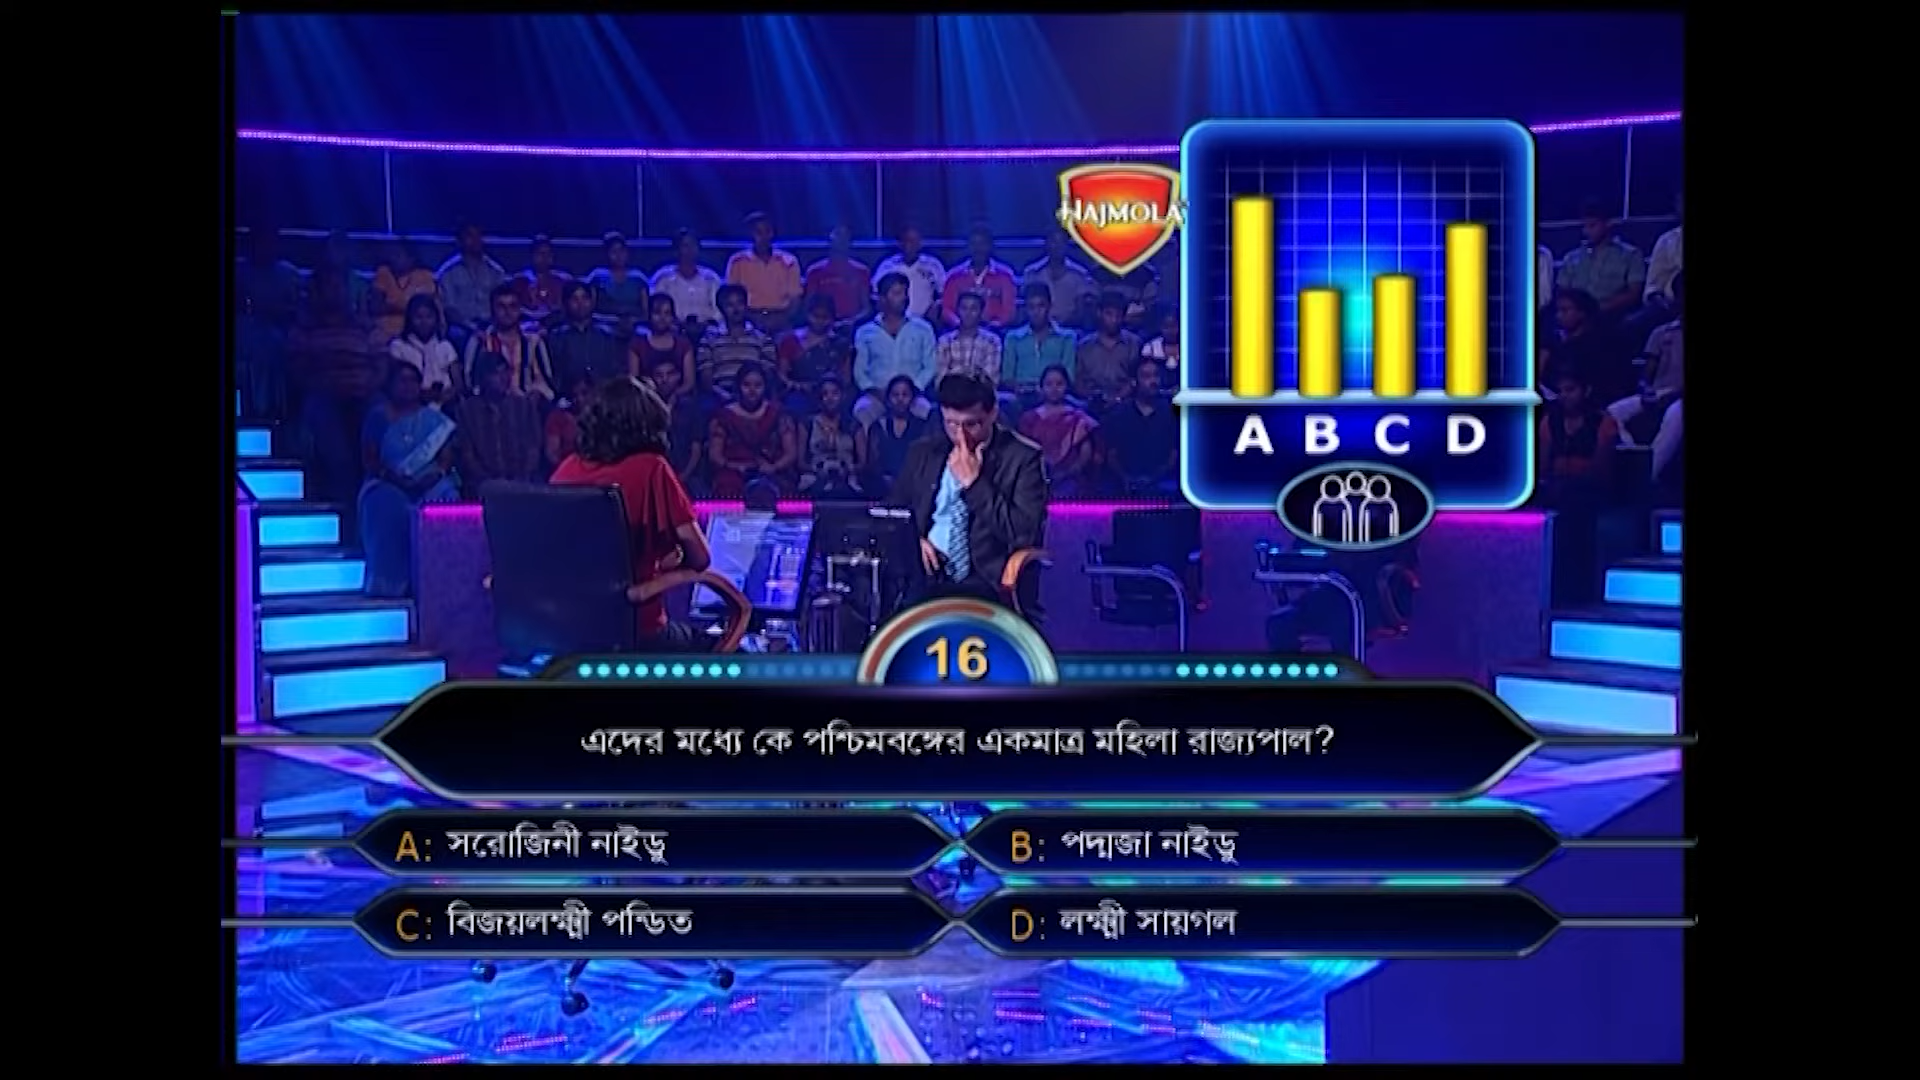 HAJMOLA
A B C D
16
এদের মধ্যে কে পশ্চিমবঙ্গের একমাত্র মহিলা রাজ্যপাল?
A: সরোজিনী নাইডু
B: পদ্মজা নাইডু
C: বিজয়লক্ষ্মী পন্ডিত
D: লক্ষ্মী সায়গল